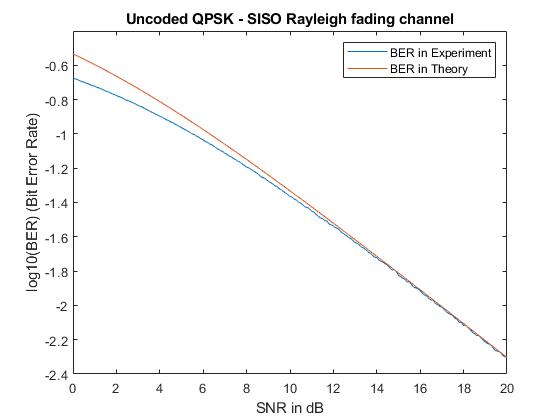 Uncoded QPSK - SISO Rayleigh fading channel
BER in Experiment
BER in Theory
log10(BER) (Bit Error Rate)
-0.6
-0.8
-1
-1.2
-1.4
-1.6
-1.8
-2
-2.2
-2.4
0 2 4 6 8 10 12 14 16 18 20
SNR in dB